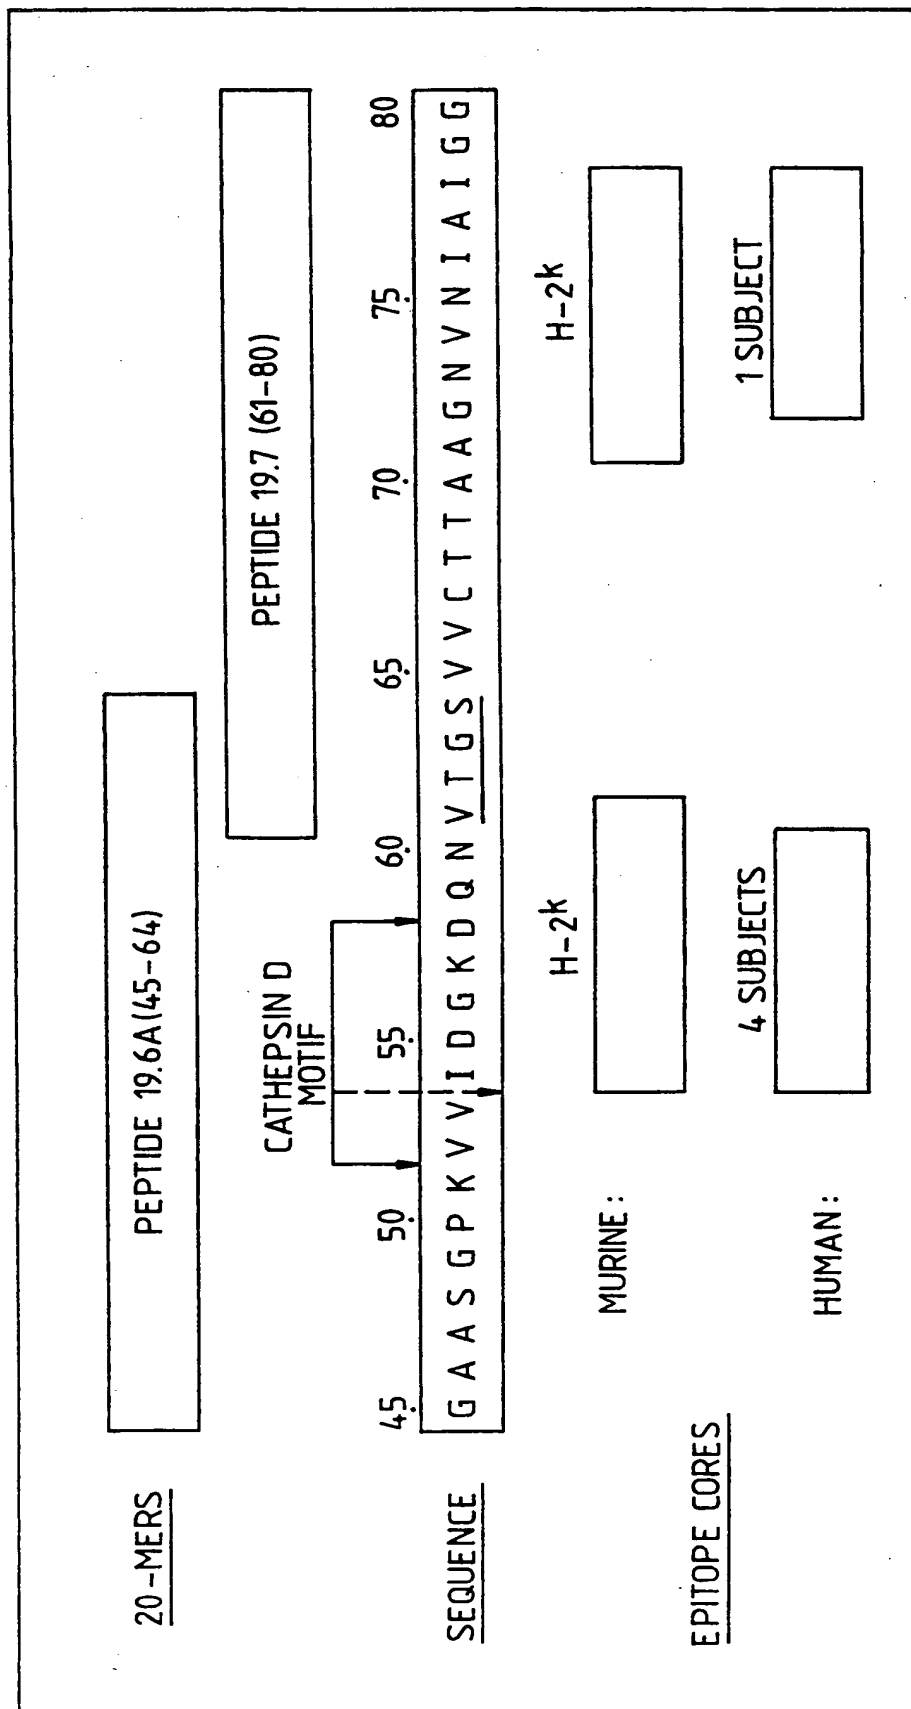 20-MERS
PEPTIDE 19.6A(45-64)
PEPTIDE 19.7 (61-80)
CATHEPSIN D
MOTIF
45 50 55 60 65 70 75 80
SEQUENCE
G A A S G P K V V I D G K D Q N V T G S V V C T T A A G N V N I A I G G
EPITOPE CORES
MURINE:
H-2ᵏ
H-2ᵏ
HUMAN:
4 SUBJECTS
1 SUBJECT